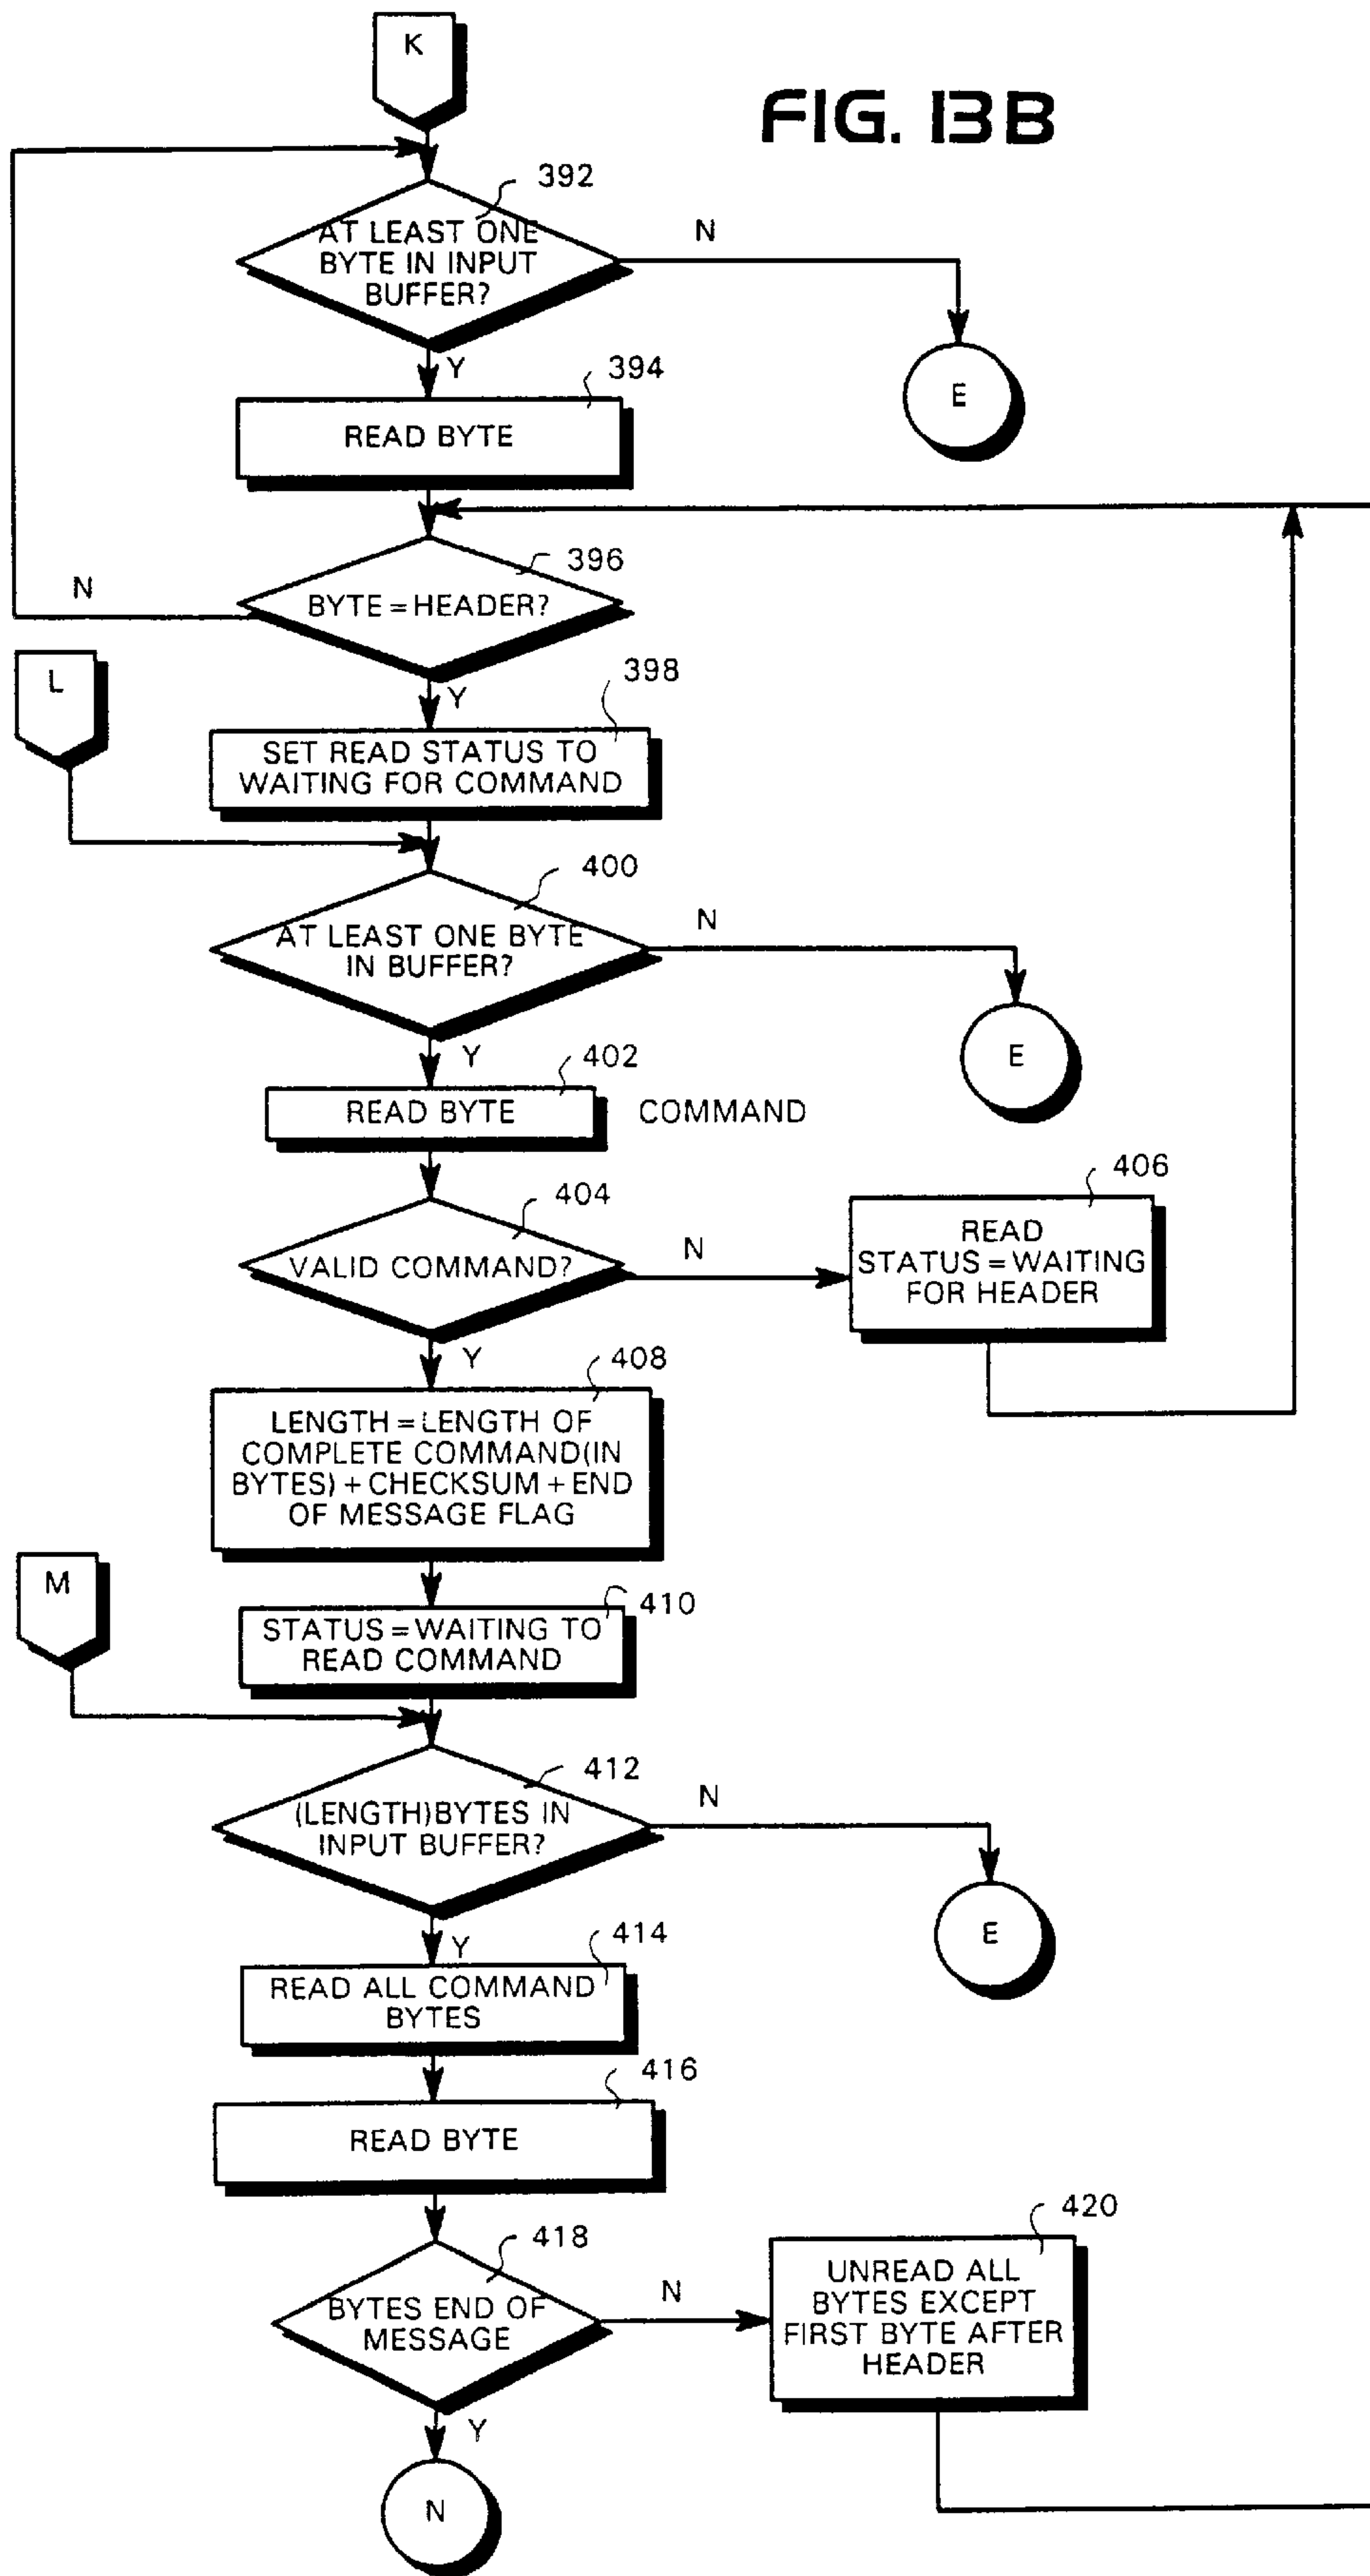 K
FIG. 13B
392
AT LEAST ONE
BYTE IN INPUT
BUFFER?
N
Y
E
394
READ BYTE
396
BYTE = HEADER?
N
Y
L
398
SET READ STATUS TO
WAITING FOR COMMAND
400
AT LEAST ONE BYTE
IN BUFFER?
N
Y
E
402
READ BYTE
COMMAND
404
VALID COMMAND?
N
Y
406
READ
STATUS = WAITING
FOR HEADER
408
LENGTH = LENGTH OF
COMPLETE COMMAND(IN
BYTES) + CHECKSUM + END
OF MESSAGE FLAG
M
410
STATUS = WAITING TO
READ COMMAND
412
(LENGTH)BYTES IN
INPUT BUFFER?
N
Y
E
414
READ ALL COMMAND
BYTES
416
READ BYTE
418
BYTES END OF
MESSAGE
N
Y
420
UNREAD ALL
BYTES EXCEPT
FIRST BYTE AFTER
HEADER
N